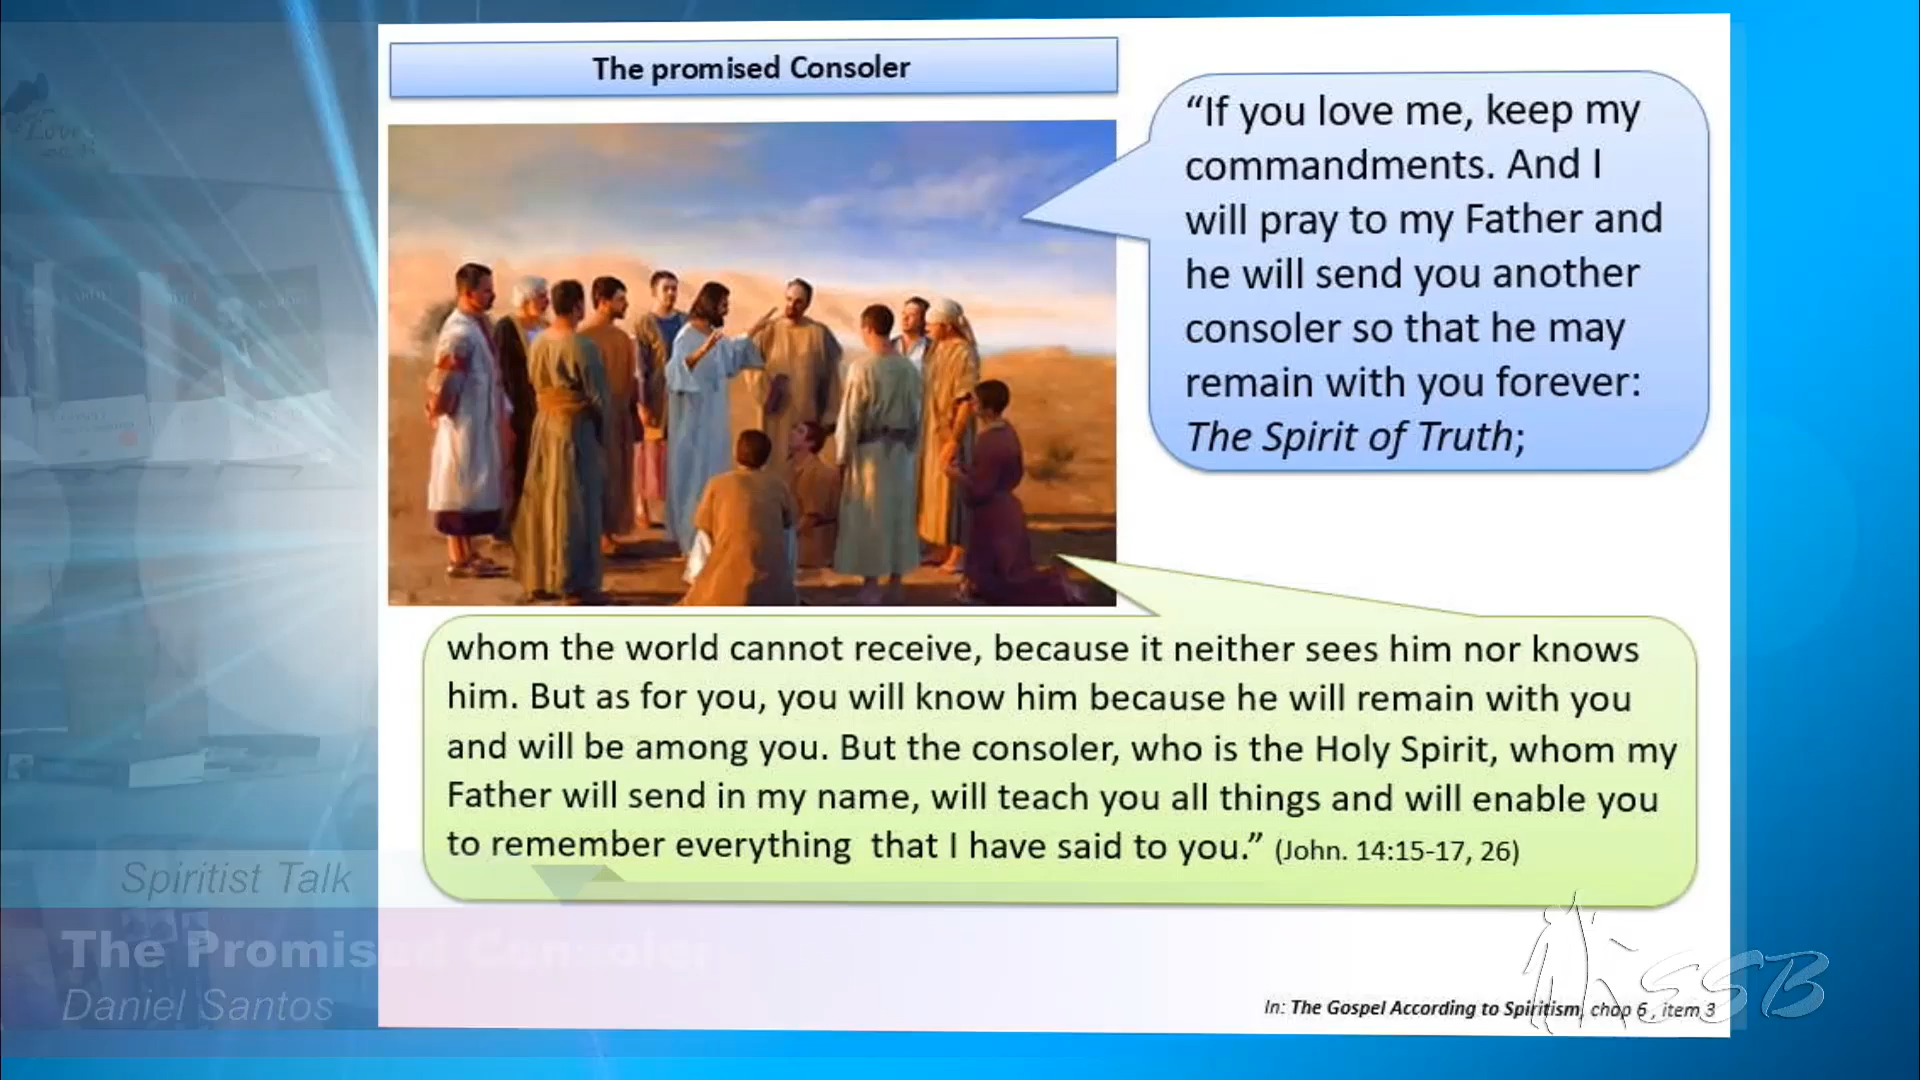 The promised Consoler
“If you love me, keep my
commandments. And I
will pray to my Father and
he will send you another
consoler so that he may
remain with you forever:
The Spirit of Truth;
whom the world cannot receive, because it neither sees him nor knows
him. But as for you, you will know him because he will remain with you
and will be among you. But the consoler, who is the Holy Spirit, whom my
Father will send in my name, will teach you all things and will enable you
to remember everything that I have said to you.” (John. 14:15-17, 26)
Spiritist Talk
The Promised Consoler
Daniel Santos
In: The Gospel According to Spiritism, chap 6 , item 3
SSB
Love